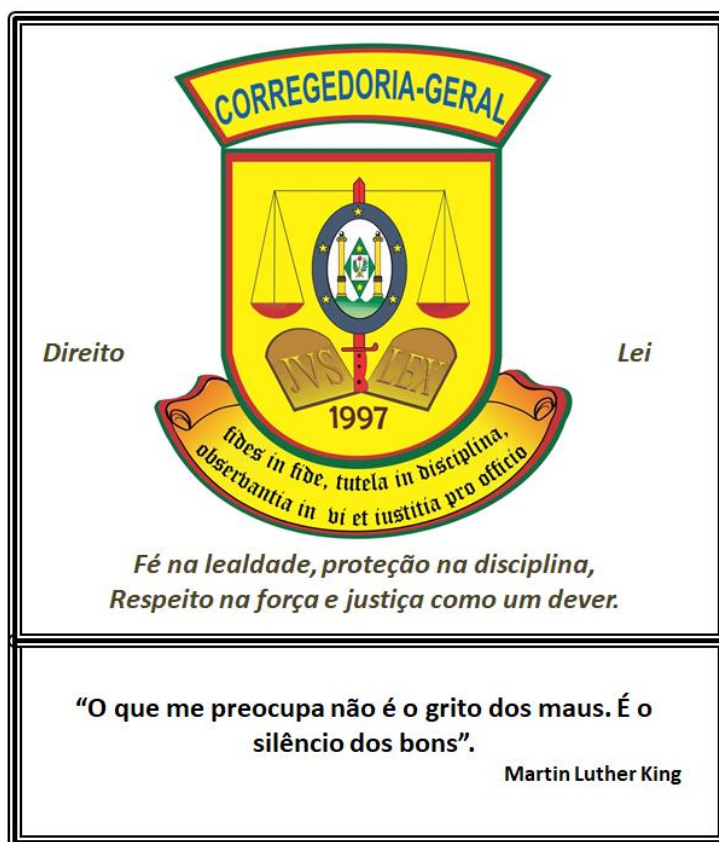 CORREGEDORIA-GERAL
Direito
Lei
JVS LEX
1997
fides in fide, tutela in disciplina,
observantia in vi et iustitia pro officio
Fé na lealdade, proteção na disciplina,
Respeito na força e justiça como um dever.
“O que me preocupa não é o grito dos maus. É o
silêncio dos bons”.
Martin Luther King